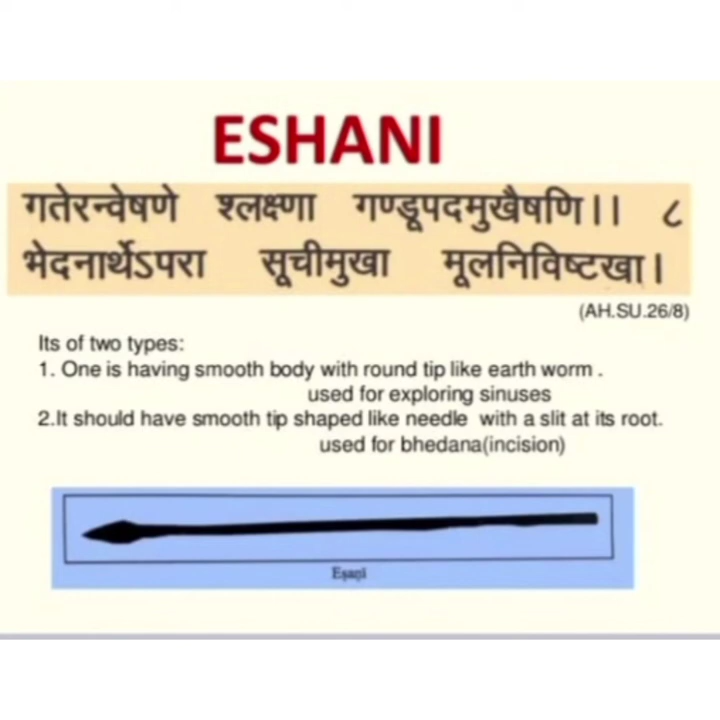 ESHANI
गतेरन्वेषणे श्लक्ष्णा गण्डूपदमुखैषणि।। ८
भेदनार्थेऽपरा सूचीमुखा मूलनिविष्टखा।
(AH.SU.26/8)
Its of two types:
1. One is having smooth body with round tip like earth worm .
used for exploring sinuses
2.It should have smooth tip shaped like needle with a slit at its root.
used for bhedana(incision)
Eṣaṇī